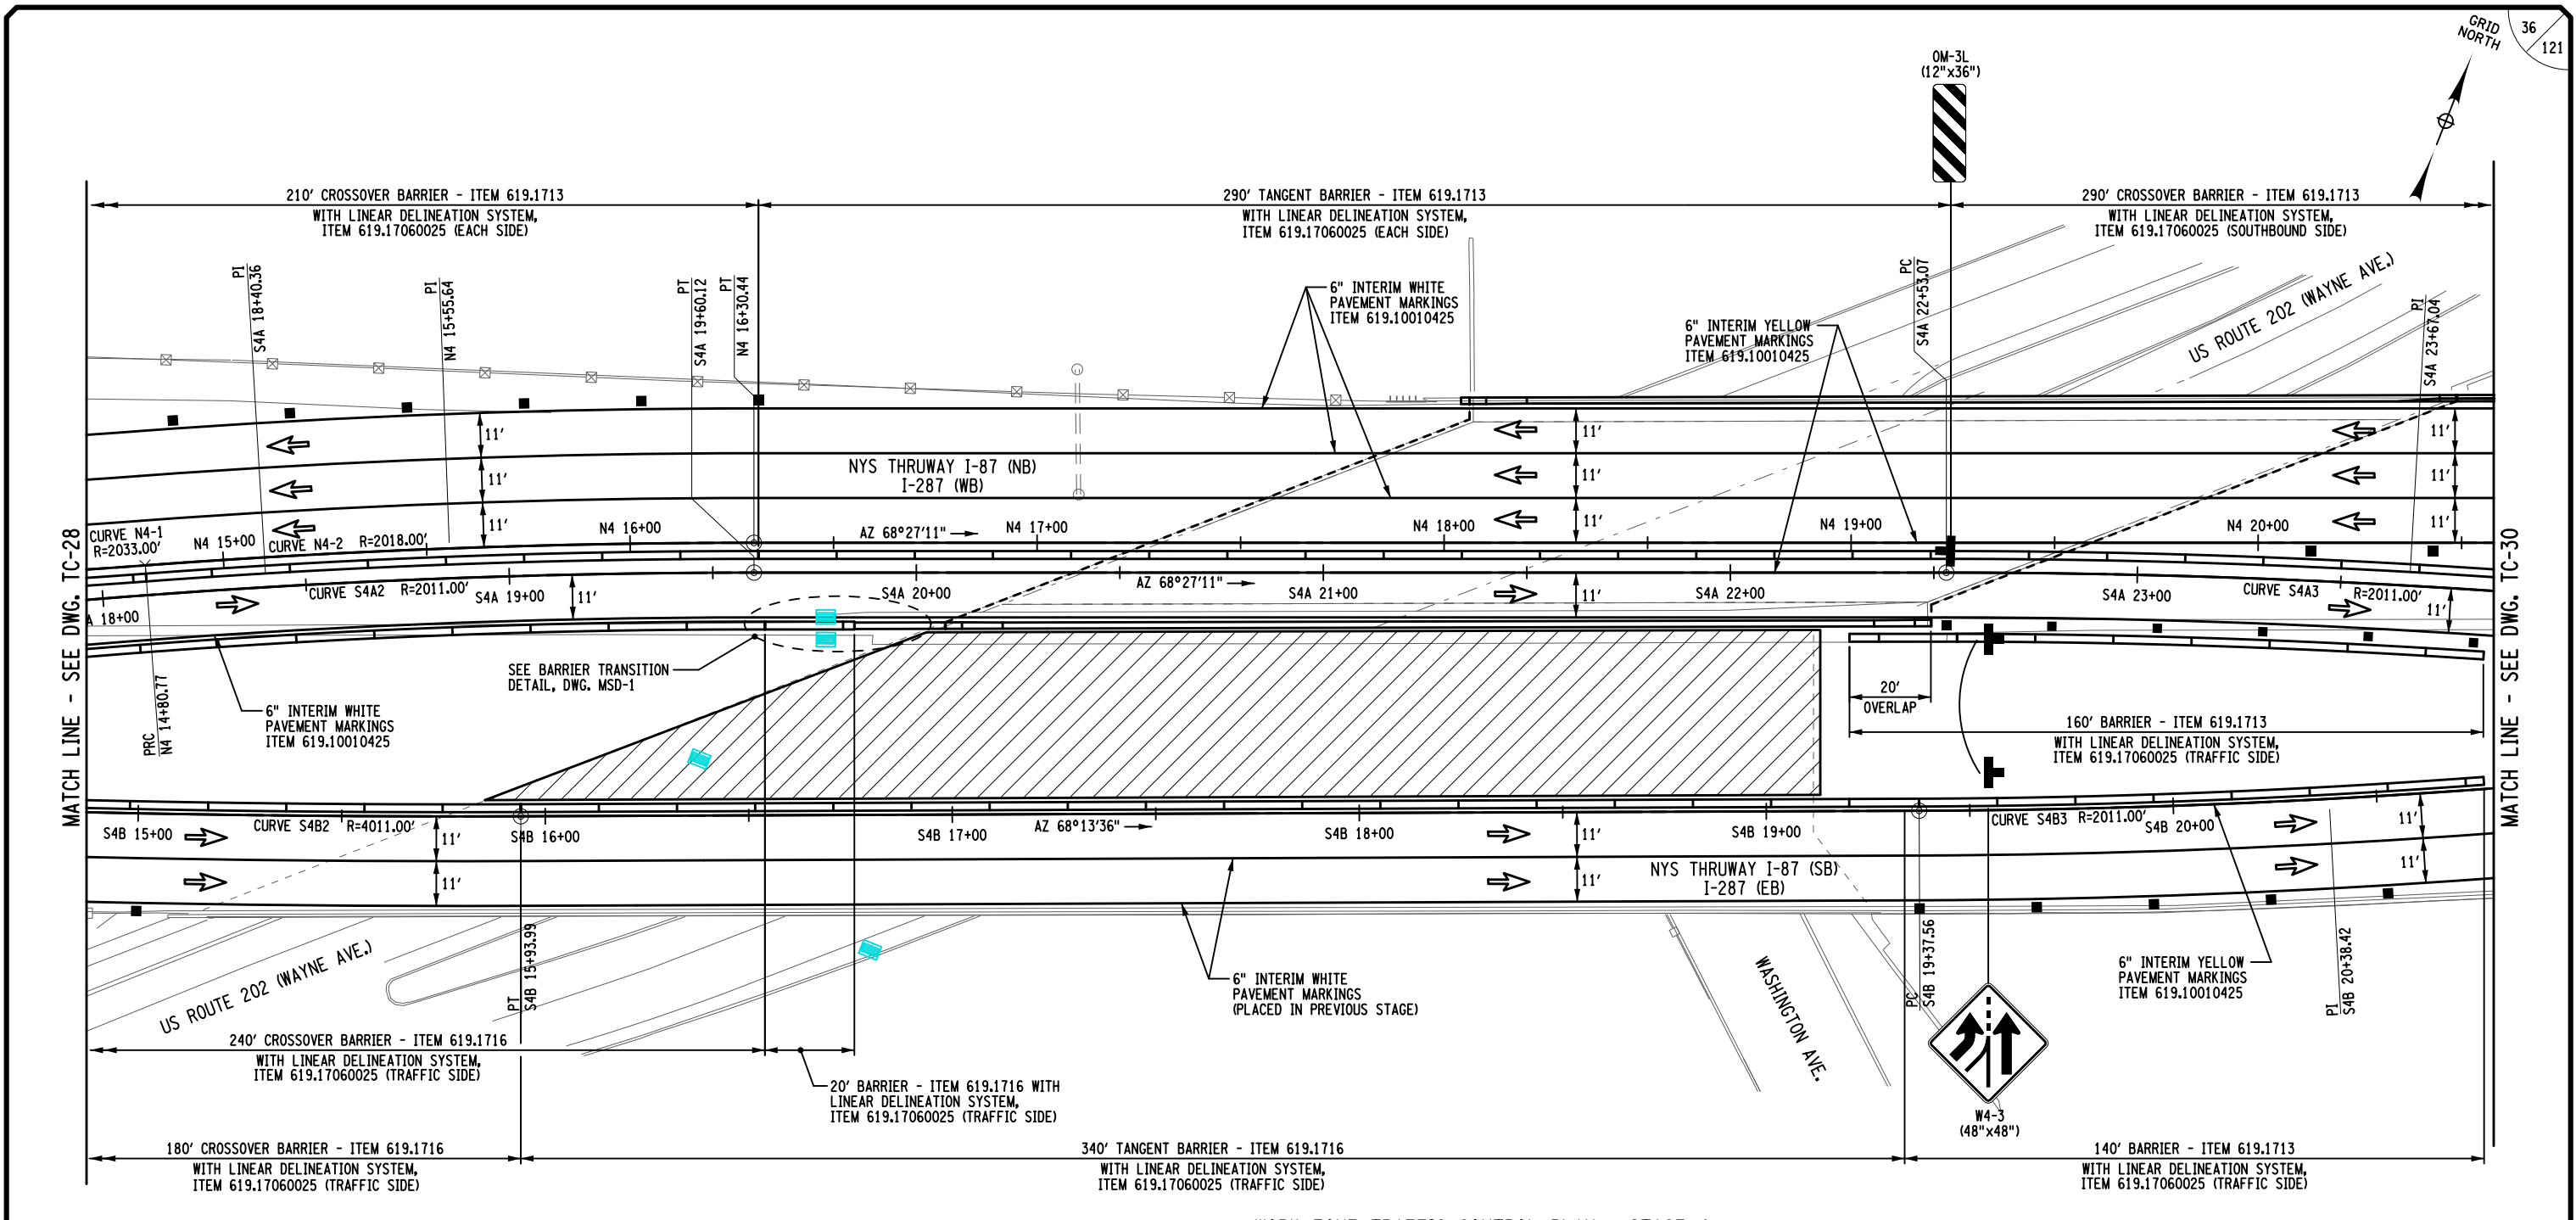 GRID
NORTH
36
121
OM-3L
(12"x36")
210' CROSSOVER BARRIER - ITEM 619.1713
WITH LINEAR DELINEATION SYSTEM,
ITEM 619.17060025 (EACH SIDE)
290' TANGENT BARRIER - ITEM 619.1713
WITH LINEAR DELINEATION SYSTEM,
ITEM 619.17060025 (EACH SIDE)
290' CROSSOVER BARRIER - ITEM 619.1713
WITH LINEAR DELINEATION SYSTEM,
ITEM 619.17060025 (SOUTHBOUND SIDE)
PI
S4A 18+40.36
PI
N4 15+55.64
PT
S4A 19+60.12
PT
N4 16+30.44
6" INTERIM WHITE
PAVEMENT MARKINGS
ITEM 619.10010425
6" INTERIM YELLOW
PAVEMENT MARKINGS
ITEM 619.10010425
PC
S4A 22+53.07
US ROUTE 202 (WAYNE AVE.)
PI
S4A 23+67.04
11'
11'
11'
NYS THRUWAY I-87 (NB)
I-287 (WB)
11'
11'
11'
11'
11'
11'
MATCH LINE - SEE DWG. TC-28
MATCH LINE - SEE DWG. TC-30
CURVE N4-1
R=2033.00'
N4 15+00
CURVE N4-2 R=2018.00'
N4 16+00
AZ 68°27'11"
N4 17+00
N4 18+00
N4 19+00
N4 20+00
A 18+00
CURVE S4A2 R=2011.00'
S4A 19+00
11'
S4A 20+00
AZ 68°27'11"
S4A 21+00
11'
S4A 22+00
S4A 23+00
CURVE S4A3
R=2011.00'
11'
PRC
N4 14+80.77
6" INTERIM WHITE
PAVEMENT MARKINGS
ITEM 619.10010425
SEE BARRIER TRANSITION
DETAIL, DWG. MSD-1
20'
OVERLAP
160' BARRIER - ITEM 619.1713
WITH LINEAR DELINEATION SYSTEM,
ITEM 619.17060025 (TRAFFIC SIDE)
S4B 15+00
CURVE S4B2 R=4011.00'
11'
S4B 16+00
S4B 17+00
AZ 68°13'36"
S4B 18+00
11'
S4B 19+00
CURVE S4B3 R=2011.00'
S4B 20+00
11'
11'
11'
NYS THRUWAY I-87 (SB)
I-287 (EB)
11'
US ROUTE 202 (WAYNE AVE.)
PT
S4B 15+93.99
6" INTERIM WHITE
PAVEMENT MARKINGS
(PLACED IN PREVIOUS STAGE)
WASHINGTON AVE.
PC
S4B 19+37.56
6" INTERIM YELLOW
PAVEMENT MARKINGS
ITEM 619.10010425
PI
S4B 20+38.42
240' CROSSOVER BARRIER - ITEM 619.1716
WITH LINEAR DELINEATION SYSTEM,
ITEM 619.17060025 (TRAFFIC SIDE)
20' BARRIER - ITEM 619.1716 WITH
LINEAR DELINEATION SYSTEM,
ITEM 619.17060025 (TRAFFIC SIDE)
W4-3
(48"x48")
180' CROSSOVER BARRIER - ITEM 619.1716
WITH LINEAR DELINEATION SYSTEM,
ITEM 619.17060025 (TRAFFIC SIDE)
340' TANGENT BARRIER - ITEM 619.1716
WITH LINEAR DELINEATION SYSTEM,
ITEM 619.17060025 (TRAFFIC SIDE)
140' BARRIER - ITEM 619.1713
WITH LINEAR DELINEATION SYSTEM,
ITEM 619.17060025 (TRAFFIC SIDE)